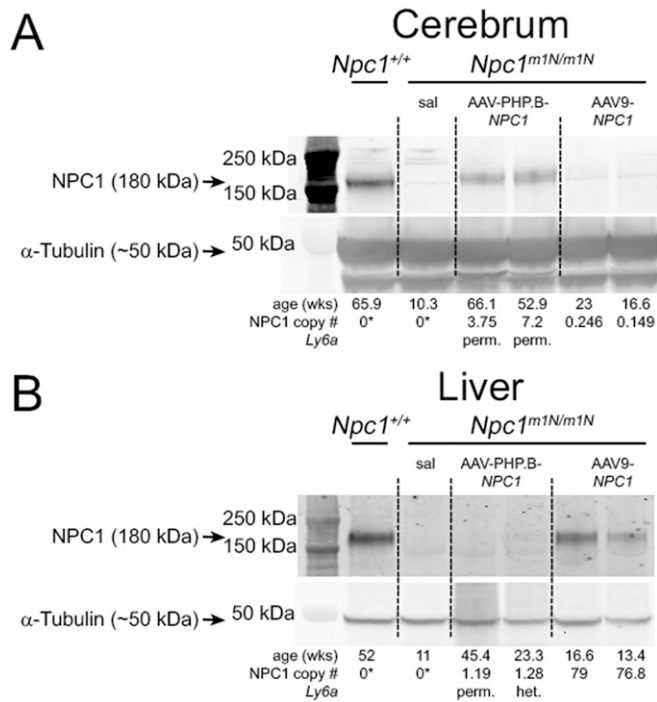 A
Cerebrum
Npc1+/+ Npc1m1N/m1N
sal AAV-PHP.B-NPC1 AAV9-NPC1
250 kDa
NPC1 (180 kDa)
150 kDa
α-Tubulin (~50 kDa) 50 kDa
age (wks) 65.9 10.3 66.1 52.9 23 16.6
NPC1 copy # 0* 0* 3.75 7.2 0.246 0.149
Ly6a perm. perm.
B
Liver
Npc1+/+ Npc1m1N/m1N
sal AAV-PHP.B-NPC1 AAV9-NPC1
250 kDa
NPC1 (180 kDa)
150 kDa
α-Tubulin (~50 kDa) 50 kDa
age (wks) 52 11 45.4 23.3 16.6 13.4
NPC1 copy # 0* 0* 1.19 1.28 79 76.8
Ly6a perm. het.